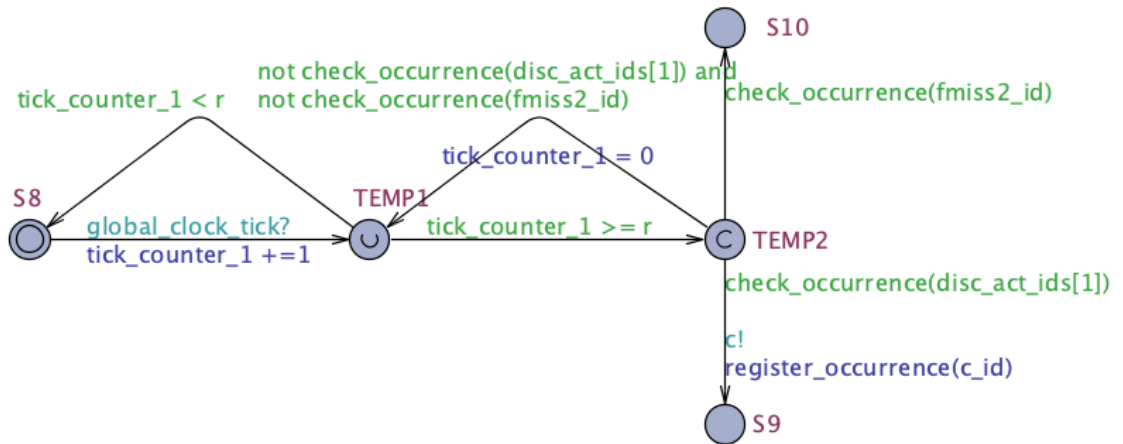 S10
not check_occurrence(disc_act_ids[1]) and
tick_counter_1 < r
not check_occurrence(fmiss2_id)
check_occurrence(fmiss2_id)
tick_counter_1 = 0
S8
TEMP1
global_clock_tick?
tick_counter_1 >= r
tick_counter_1 +=1
C
TEMP2
check_occurrence(disc_act_ids[1])
c!
register_occurrence(c_id)
S9